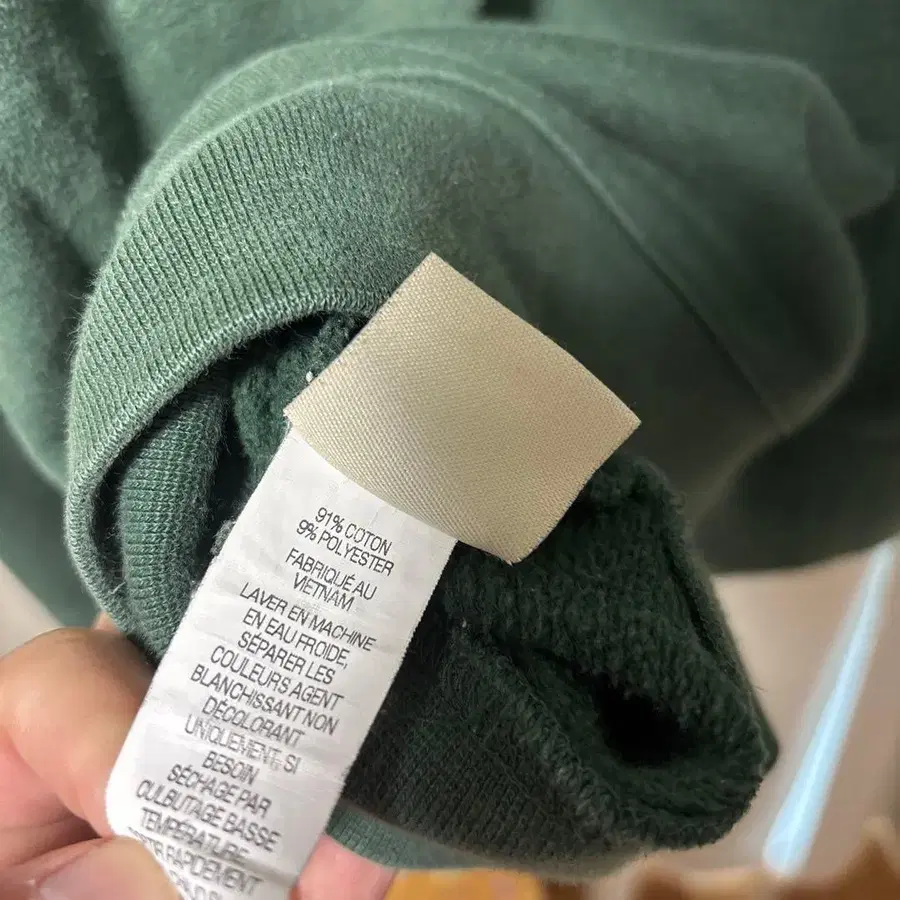 91% COTON
9% POLYESTER
FABRIQUÉ AU
VIETNAM
LAVER EN MACHINE
EN EAU FROIDE,
SÉPARER LES
COULEURS AGENT
BLANCHISSANT NON
DÉCOLORANT
UNIQUEMENT, SI
BESOIN
SÉCHAGE PAR
CULBUTAGE BASSE
TEMPÉRATURE
RAPIDEMENT